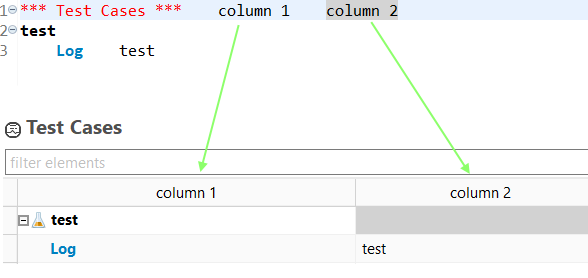 1 *** Test Cases *** column 1 column 2
2 test
3 Log test
Test Cases
filter elements
column 1 column 2
test
Log test